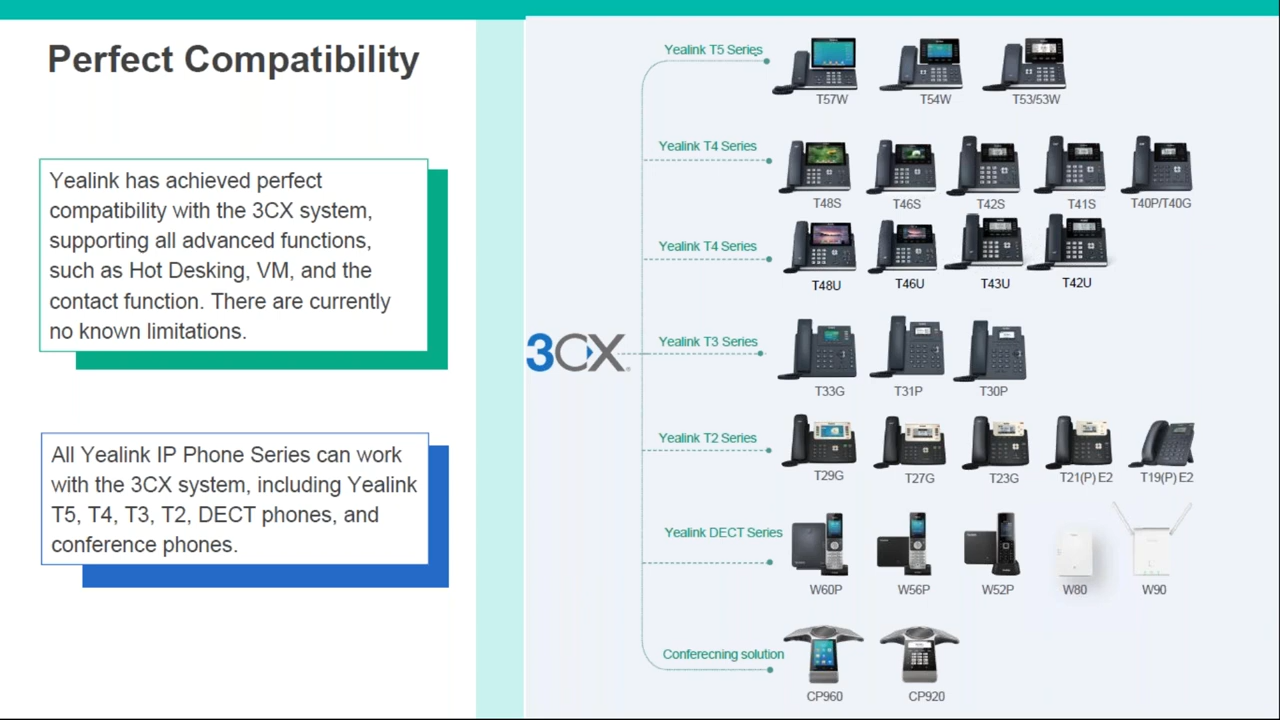 Perfect Compatibility
Yealink has achieved perfect
compatibility with the 3CX system,
supporting all advanced functions,
such as Hot Desking, VM, and the
contact function. There are currently
no known limitations.
All Yealink IP Phone Series can work
with the 3CX system, including Yealink
T5, T4, T3, T2, DECT phones, and
conference phones.
3CX
Yealink T5 Series
T57W T54W T53/53W
Yealink T4 Series
T48S T46S T42S T41S T40P/T40G
Yealink T4 Series
T48U T46U T43U T42U
Yealink T3 Series
T33G T31P T30P
Yealink T2 Series
T29G T27G T23G T21(P) E2 T19(P) E2
Yealink DECT Series
W60P W56P W52P W80 W90
Conferecning solution
CP960 CP920